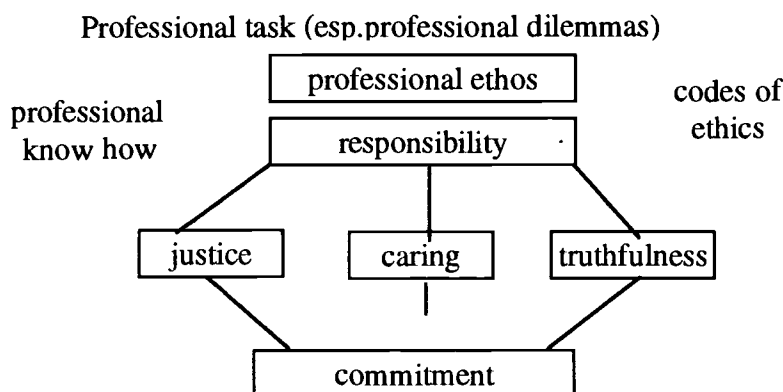 Professional task (esp.professional dilemmas)
professional ethos
professional
know how
codes of
ethics
responsibility
justice
caring
truthfulness
commitment